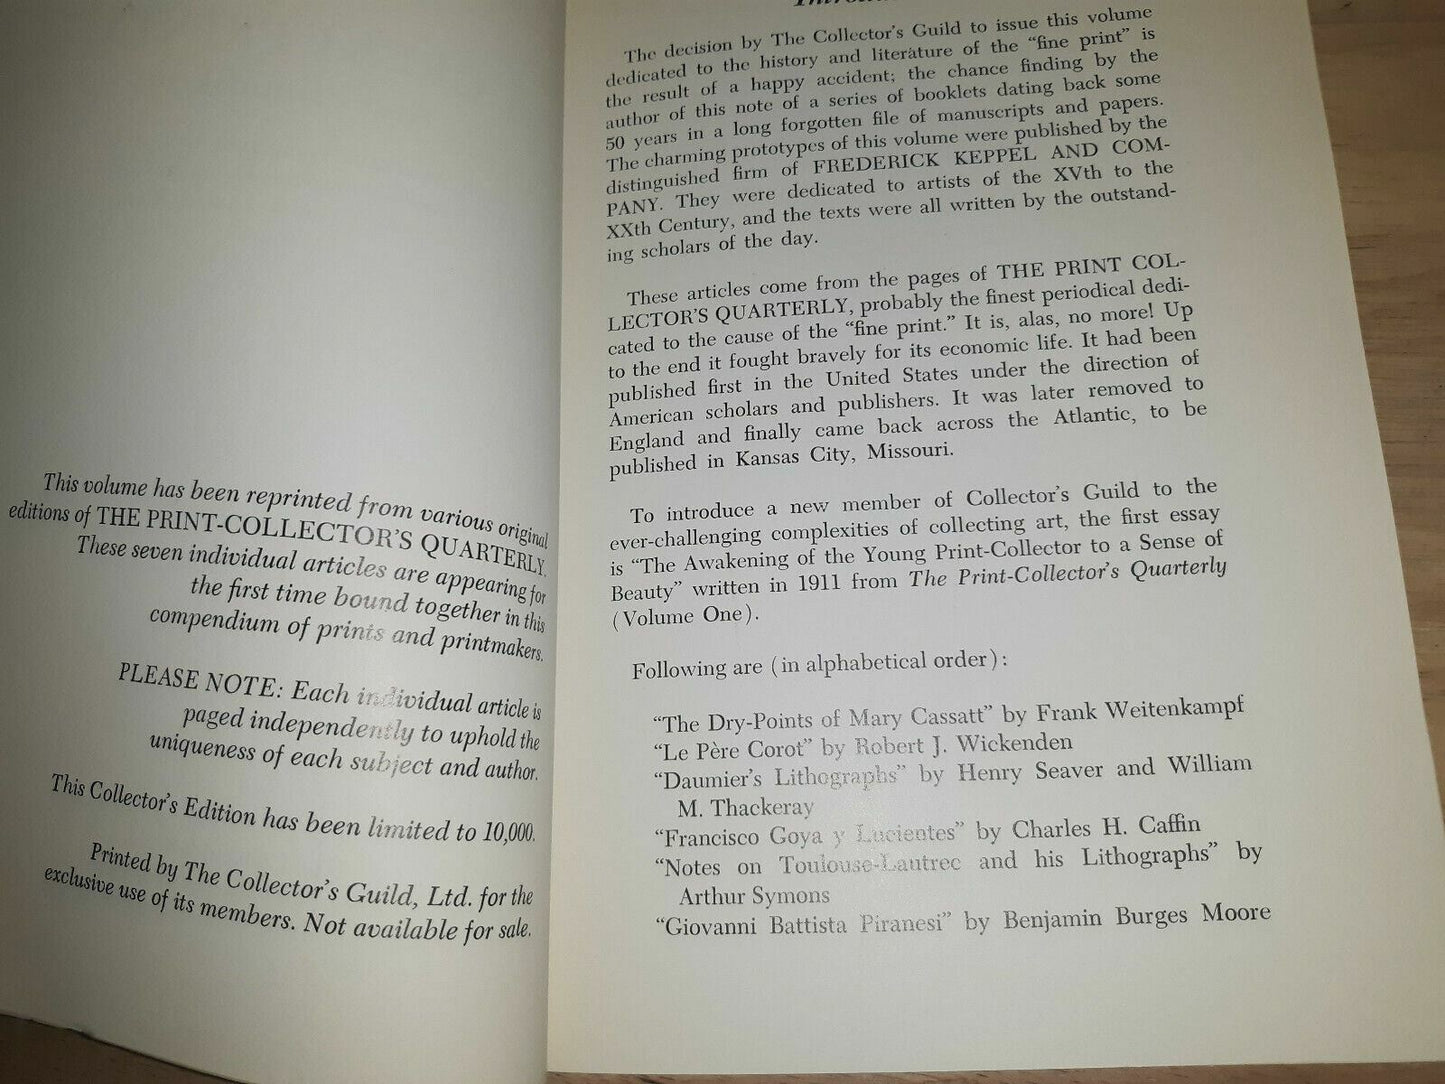 This volume has been reprinted from various original
editions of THE PRINT-COLLECTOR'S QUARTERLY.
These seven individual articles are appearing for
the first time bound together in this
compendium of prints and printmakers.
PLEASE NOTE: Each individual article is
paged independently to uphold the
uniqueness of each subject and author.
This Collector's Edition has been limited to 10,000.
Printed by The Collector's Guild, Ltd. for the
exclusive use of its members. Not available for sale.
The decision by The Collector's Guild to issue this volume
dedicated to the history and literature of the “fine print” is
the result of a happy accident; the chance finding by the
author of this note of a series of booklets dating back some
50 years in a long forgotten file of manuscripts and papers.
The charming prototypes of this volume were published by the
distinguished firm of FREDERICK KEPPEL AND COM-
PANY. They were dedicated to artists of the XVth to the
XXth Century, and the texts were all written by the outstand-
ing scholars of the day.
These articles come from the pages of THE PRINT COL-
LECTOR'S QUARTERLY, probably the finest periodical dedi-
cated to the cause of the “fine print.” It is, alas, no more! Up
to the end it fought bravely for its economic life. It had been
published first in the United States under the direction of
American scholars and publishers. It was later removed to
England and finally came back across the Atlantic, to be
published in Kansas City, Missouri.
To introduce a new member of Collector's Guild to the
ever-challenging complexities of collecting art, the first essay
is “The Awakening of the Young Print-Collector to a Sense of
Beauty” written in 1911 from The Print-Collector's Quarterly
(Volume One).
Following are (in alphabetical order):
“The Dry-Points of Mary Cassatt” by Frank Weitenkampf
“Le Père Corot” by Robert J. Wickenden
“Daumier's Lithographs” by Henry Seaver and William
M. Thackeray
“Francisco Goya y Lucientes” by Charles H. Caffin
“Notes on Toulouse-Lautrec and his Lithographs” by
Arthur Symons
“Giovanni Battista Piranesi” by Benjamin Burges Moore